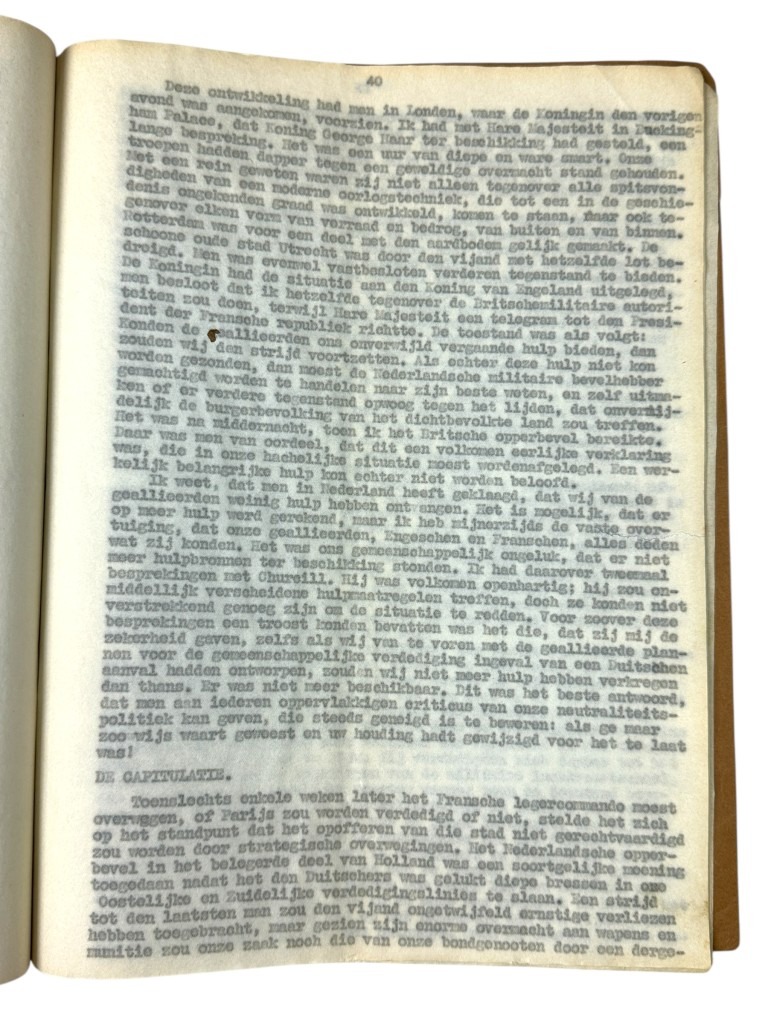 40
Deze ontwikkeling had men in Londen, waar de Koningin den vorigen
avond was aangekomen, voorzien. Ik had met Hare Majesteit in Bucking-
ham Palace, dat Koning George Haar ter beschikking had gesteld, een
lange bespreking. Het was een uur van diepe en ware smart. Onze
troepen hadden dapper tegen een geweldige overmacht stand gehouden.
Met een rein geweten waren zij niet alleen tegenover alle spitsvon-
digheden van een moderne oorlogstechniek, die tot een in de geschie-
denis ongekenden graad was ontwikkeld, komen te staan, maar ook te-
genover elken vorm van verraad en bedrog, van buiten en van binnen.
Rotterdam was voor een deel met den aardbodem gelijk gemaakt. De
schoone oude stad Utrecht was door den vijand met hetzelfde lot be-
dreigd. Men was evenwel vastbesloten verderen tegenstand te bieden.
De Koningin had de situatie aan den Koning van Engeland uitgelegd,
men besloot dat ik hetzelfde tegenover de Britschemilitaire autori-
teiten zou doen, terwijl Hare Majesteit een telegram tot den Presi-
dent der Fransche republiek richtte. De toestand was als volgt:
Konden de geallieerden ons onverwijld vergaande hulp bieden, dan
zouden wij den strijd voortzetten. Als echter deze hulp niet kon
worden gezonden, dan moest de Nederlandsche militaire bevelhebber
gemachtigd worden te handelen naar zijn beste weten, en zelf uitma-
ken of er verdere tegenstand opwoog tegen het lijden, dat onvermij-
delijk de burgerbevolking van het dichtbevolkte land zou treffen.
Het was na middernacht, toen ik het Britsche opperbevel bereikte.
Daar was men van oordeel, dat dit een volkomen eerlijke verklaring
was, die in onze hachelijke situatie moest wordenafgelegd. Een wer-
kelijk belangrijke hulp kon echter niet worden beloofd.
Ik weet, dat men in Nederland heeft geklaagd, dat wij van de
geallieerden weinig hulp hebben ontvangen. Het is mogelijk, dat er
op meer hulp werd gerekend, maar ik heb mijnerzijds de vaste over-
tuiging, dat onze geallieerden, Engeschen en Franschen, alles deden
wat zij konden. Het was ons gemeenschappelijk ongeluk, dat er niet
meer hulpbronnen ter beschikking stonden. Ik had daarover tweemaal
besprekingen met Chureill. Hij was volkomen openhartig; hij zou on-
middellijk verscheidene hulpmaatregelen treffen, doch ze konden niet
verstrekkend genoeg zijn om de situatie te redden. Voor zoover deze
besprekingen een troost konden bevatten was het die, dat zij mij de
zekerheid gaven, zelfs als wij van te voren met de geallieerde plan-
nen voor de gemeenschappelijke verdediging ingeval van een Duitschen
aanval hadden ontworpen, zouden wij niet meer hulp hebben verkregen
dan thans. Er was niet meer beschikbaar. Dit was het beste antwoord,
dat men aan iederen oppervlakkigen criticus van onze neutraliteits-
politiek kan geven, die steeds geneigd is te beweren: als ge maar
zoo wijs waart geweest en uw houding hadt gewijzigd voor het te laat
was!
DE CAPITULATIE.
Toenslechts enkele weken later het Fransche legercommando moest
overwegen, of Parijs zou worden verdedigd of niet, stelde het zich
op het standpunt dat het opofferen van die stad niet gerechtvaardigd
zou worden door strategische overwegingen. Het Nederlandsche opper-
bevel in het belegerde deel van Holland was een soortgelijke meening
toegedaan nadat het den Duitschers was gelukt diepe bressen in onze
Oostelijke en Zuidelijke verdedigingslinies te slaan. Een strijd
tot den laatsten man zou den vijand ongetwijfeld ernstige verliezen
hebben toegebracht, maar gezien zijn enorme overmacht aan wapens en
munitie zou onze zaak noch die van onze bondgenooten door een derge-